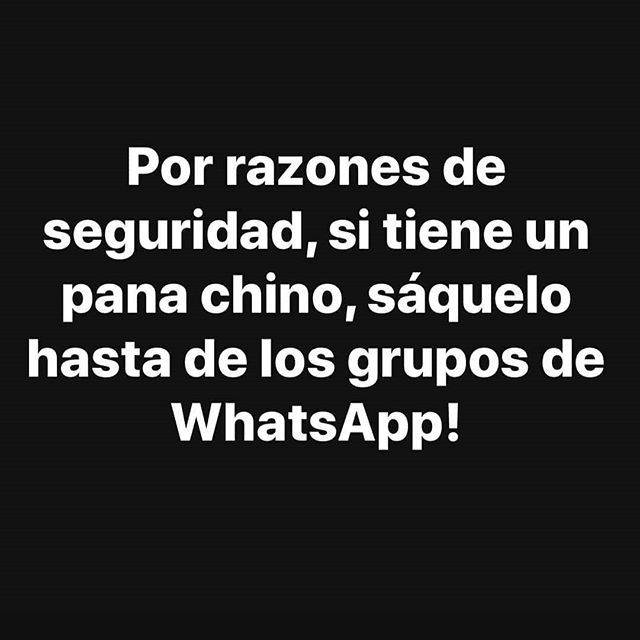 Por razones de
seguridad, si tiene un
pana chino, sáquelo
hasta de los grupos de
WhatsApp!